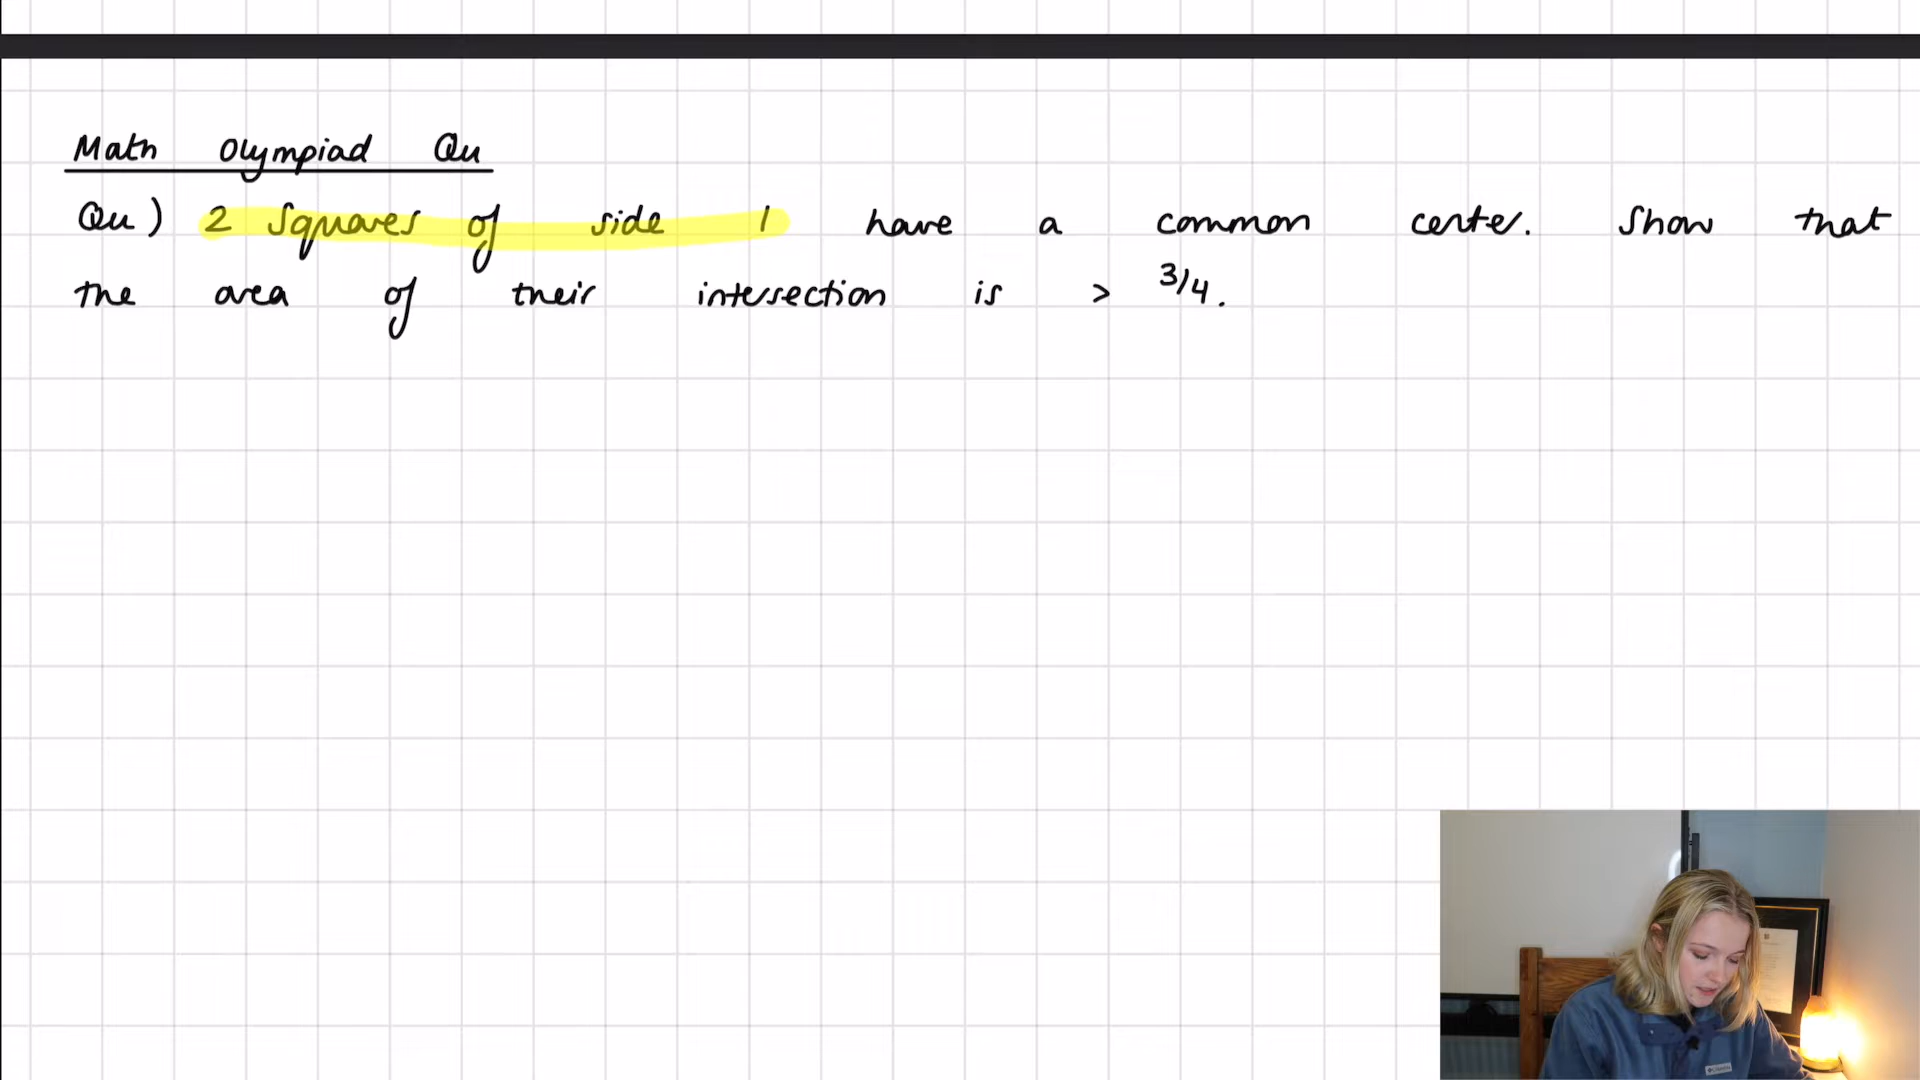 Math Olympiad Qu
Qu) 2 Squares of side 1 have a common center. Show that
the area of their intersection is > 3/4.